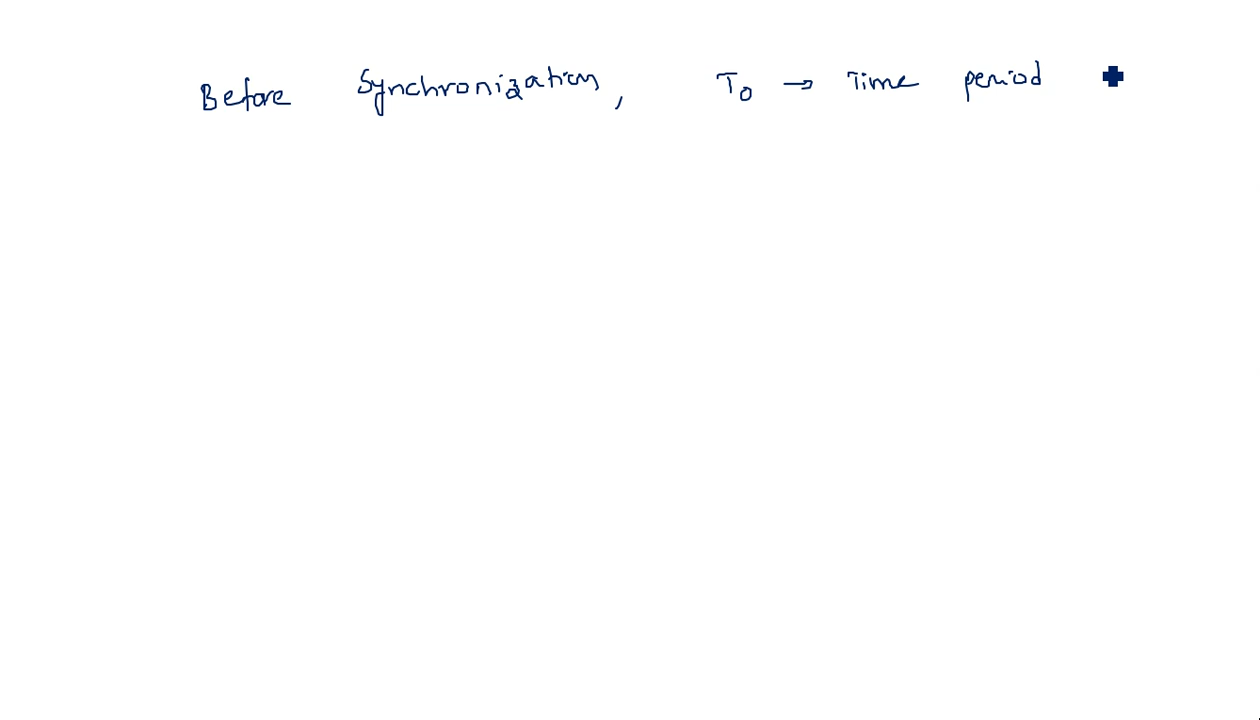 Before Synchronization, T₀ → Time period